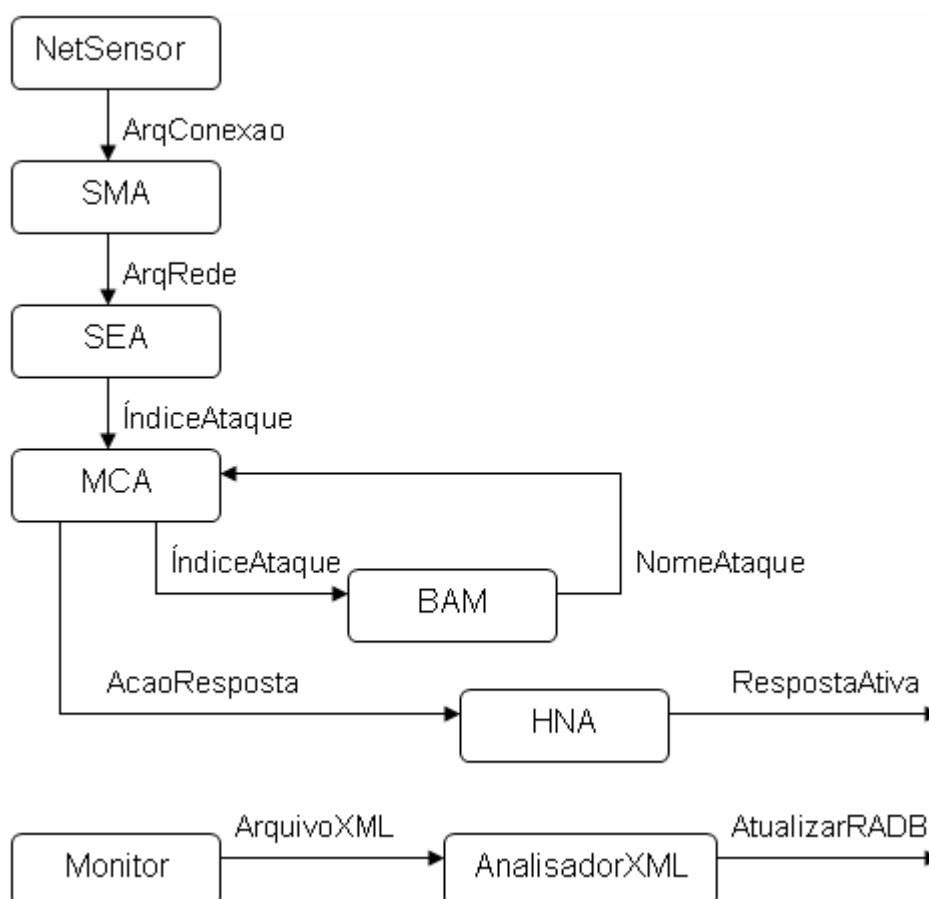 NetSensor
ArqConexao
SMA
ArqRede
SEA
ÍndiceAtaque
MCA
ÍndiceAtaque
NomeAtaque
BAM
AcaoResposta
RespostaAtiva
HNA
ArquivoXML
AtualizarRADB
Monitor
AnalisadorXML